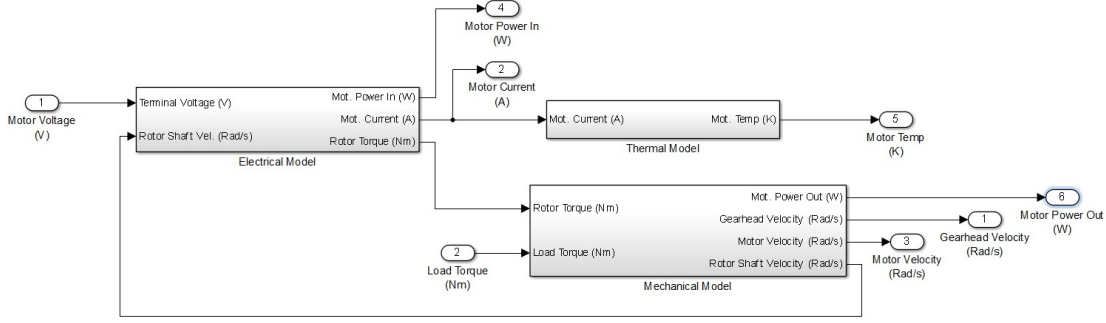 4
Motor Power In
(W)
2
Motor Current
(A)
1
Motor Voltage
(V)
Terminal Voltage (V)
Rotor Shaft Vel. (Rad/s)
Mot. Power In (W)
Mot. Current (A)
Rotor Torque (Nm)
Electrical Model
Mot. Current (A)
Mot. Temp (K)
Thermal Model
5
Motor Temp
(K)
Rotor Torque (Nm)
Load Torque (Nm)
Mot. Power Out (W)
Gearhead Velocity (Rad/s)
Motor Velocity (Rad/s)
Rotor Shaft Velocity (Rad/s)
Mechanical Model
2
Load Torque
(Nm)
6
Motor Power Out
(W)
1
Gearhead Velocity
(Rad/s)
3
Motor Velocity
(Rad/s)